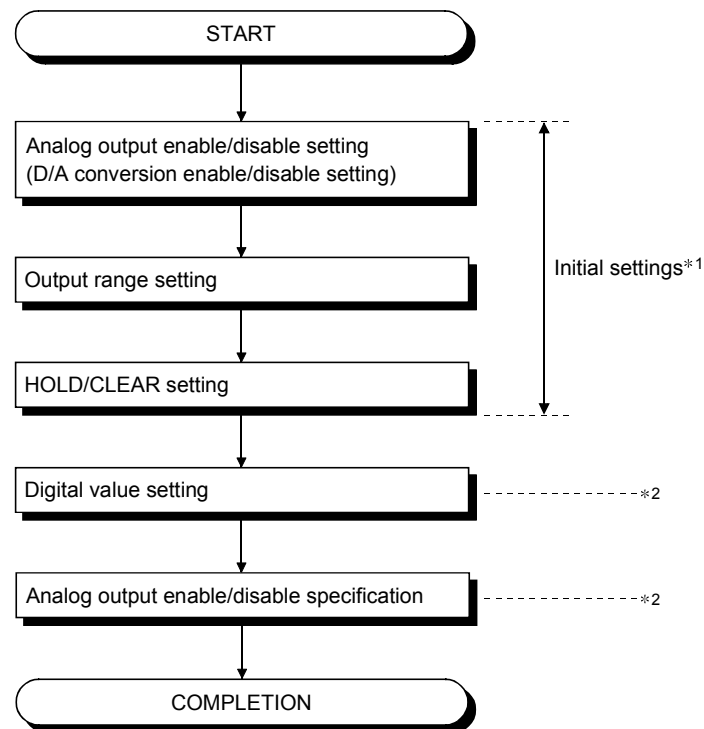 START
Analog output enable/disable setting
(D/A conversion enable/disable setting)
Output range setting
Initial settings*1
HOLD/CLEAR setting
Digital value setting
*2
Analog output enable/disable specification
*2
COMPLETION